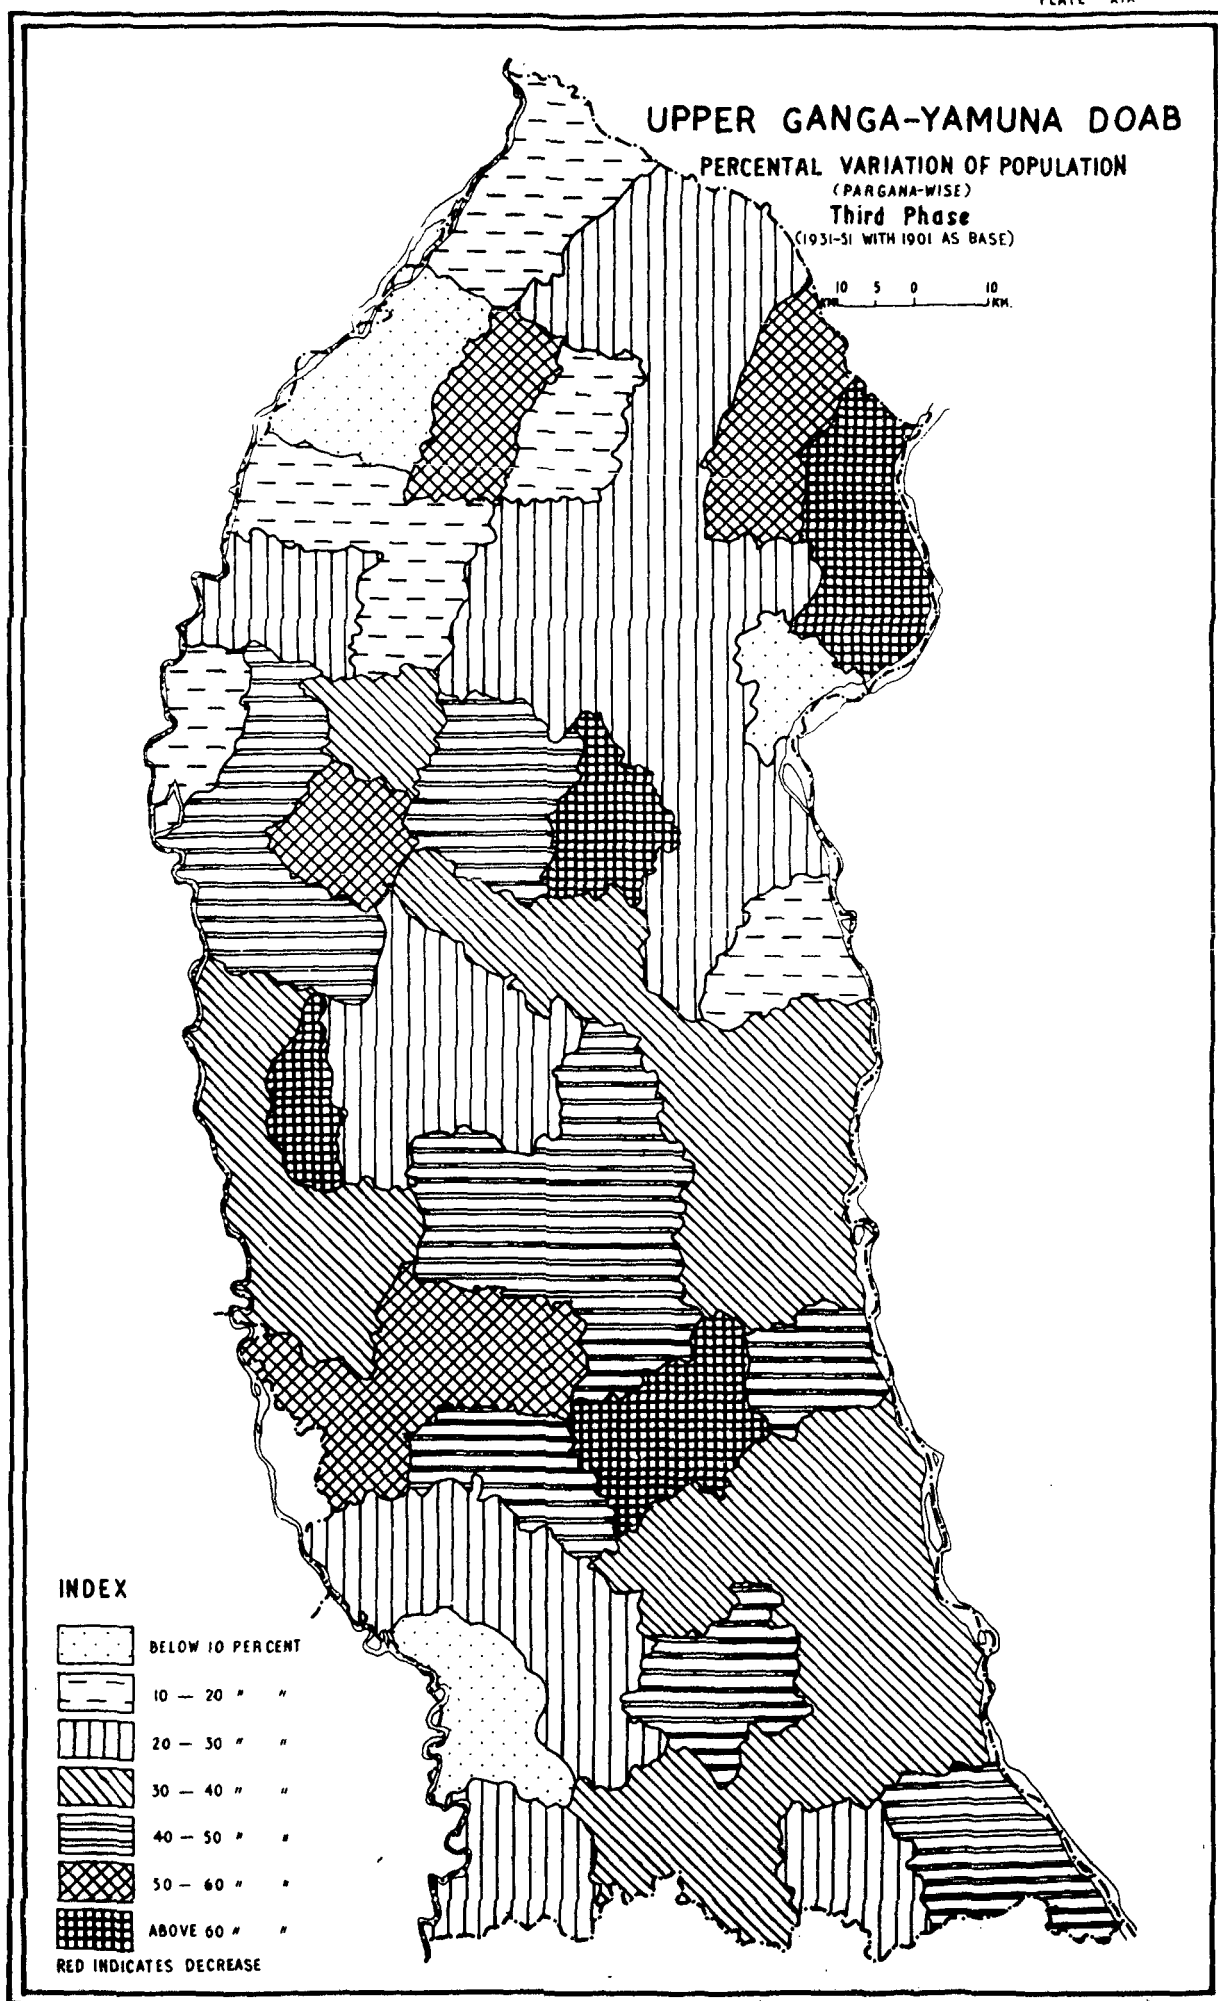 PLATE XIX
UPPER GANGA-YAMUNA DOAB
PERCENTAL VARIATION OF POPULATION
(PARGANA-WISE)
Third Phase
(1931-51 WITH 1901 AS BASE)
10 5 0 10
KM. KM.
INDEX
BELOW 10 PERCENT
10 - 20 " "
20 - 30 " "
30 - 40 " "
40 - 50 " "
50 - 60 " "
ABOVE 60 " "
RED INDICATES DECREASE